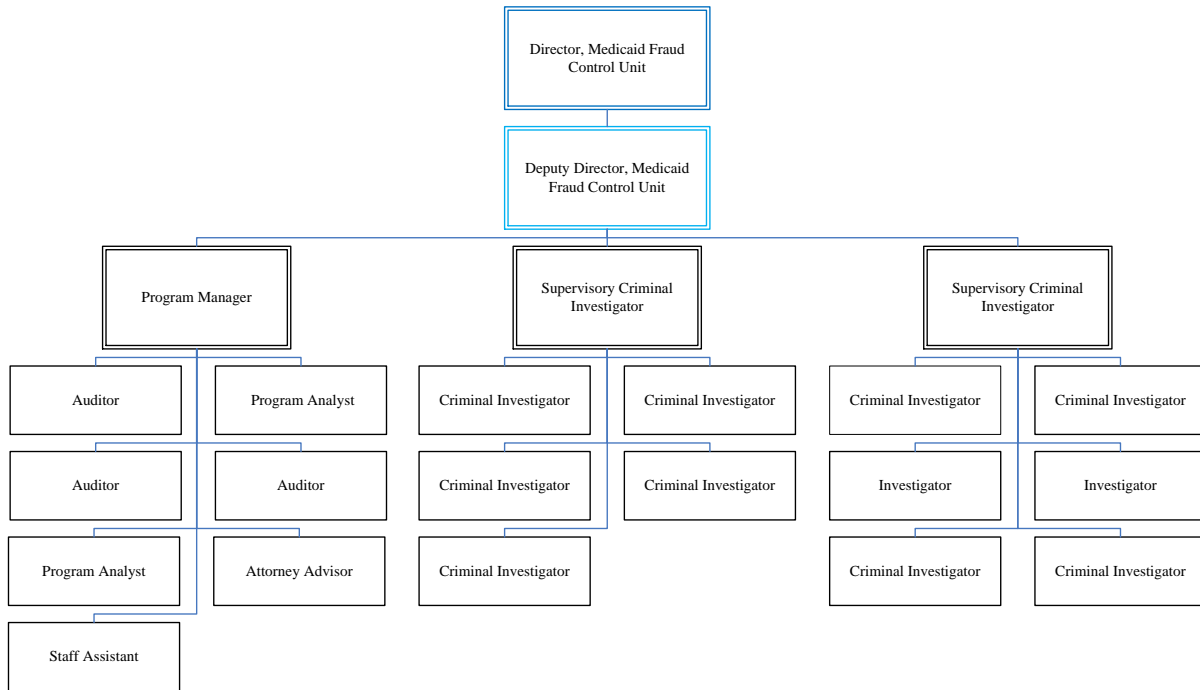 Director, Medicaid Fraud
Control Unit
Deputy Director, Medicaid
Fraud Control Unit
Program Manager
Supervisory Criminal
Investigator
Supervisory Criminal
Investigator
Auditor
Program Analyst
Criminal Investigator
Criminal Investigator
Criminal Investigator
Criminal Investigator
Auditor
Auditor
Criminal Investigator
Criminal Investigator
Investigator
Investigator
Program Analyst
Attorney Advisor
Criminal Investigator
Criminal Investigator
Criminal Investigator
Staff Assistant